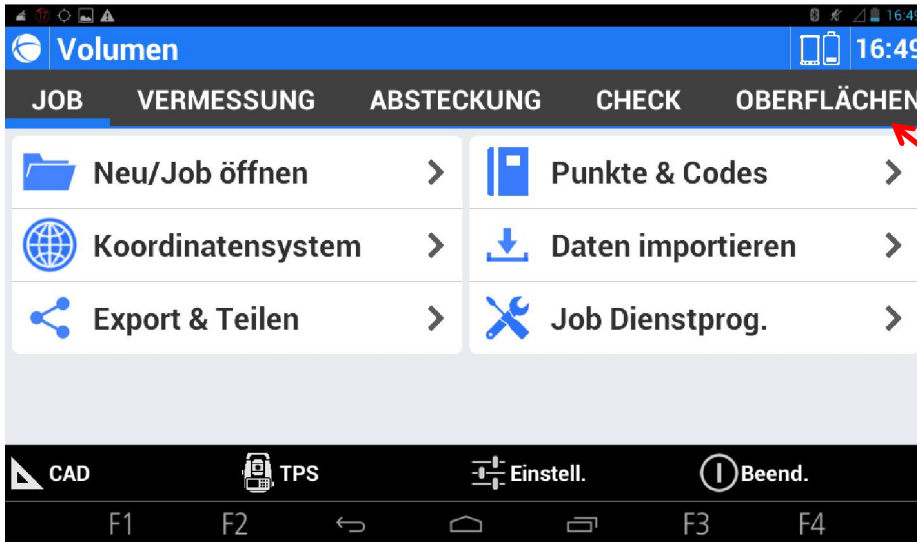 17 16:49
Volumen 16:49
JOB VERMESSUNG ABSTECKUNG CHECK OBERFLÄCHEN
Neu/Job öffnen Punkte & Codes
Koordinatensystem Daten importieren
Export & Teilen Job Dienstprog.
CAD TPS Einstell. Beend.
F1 F2 F3 F4